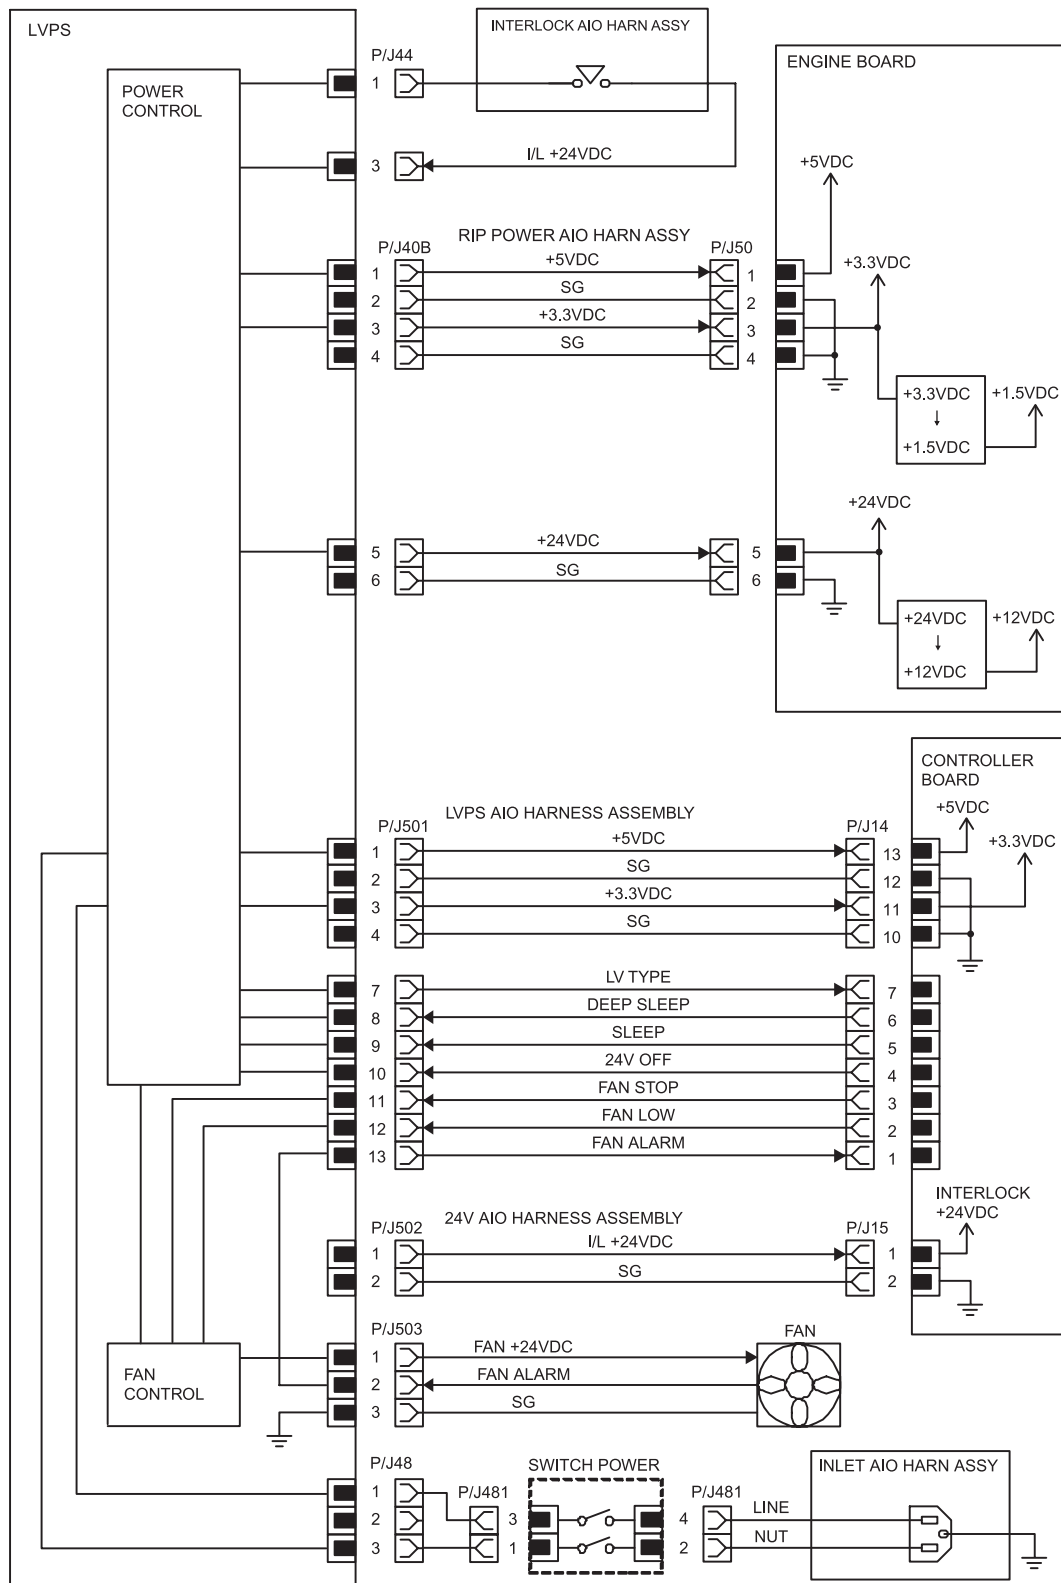 LVPS
INTERLOCK AIO HARN ASSY
P/J44
ENGINE BOARD
POWER
CONTROL
1
3
I/L +24VDC
+5VDC
RIP POWER AIO HARN ASSY
P/J40B
P/J50
+5VDC
1
1
+3.3VDC
SG
2
2
+3.3VDC
3
3
SG
4
4
+3.3VDC
↓
+1.5VDC
+1.5VDC
+24VDC
+24VDC
5
5
SG
6
6
+24VDC
↓
+12VDC
+12VDC
CONTROLLER
BOARD
LVPS AIO HARNESS ASSEMBLY
+5VDC
P/J501
P/J14
+5VDC
1
13
+3.3VDC
SG
2
12
+3.3VDC
3
11
SG
4
10
LV TYPE
7
7
DEEP SLEEP
8
6
SLEEP
9
5
24V OFF
10
4
FAN STOP
11
3
FAN LOW
12
2
FAN ALARM
13
1
INTERLOCK
+24VDC
24V AIO HARNESS ASSEMBLY
P/J502
P/J15
I/L +24VDC
1
1
SG
2
2
P/J503
FAN
FAN +24VDC
1
FAN ALARM
2
SG
3
FAN
CONTROL
P/J48
SWITCH POWER
INLET AIO HARN ASSY
P/J481
P/J481
1
2
3
3
1
4
2
LINE
NUT